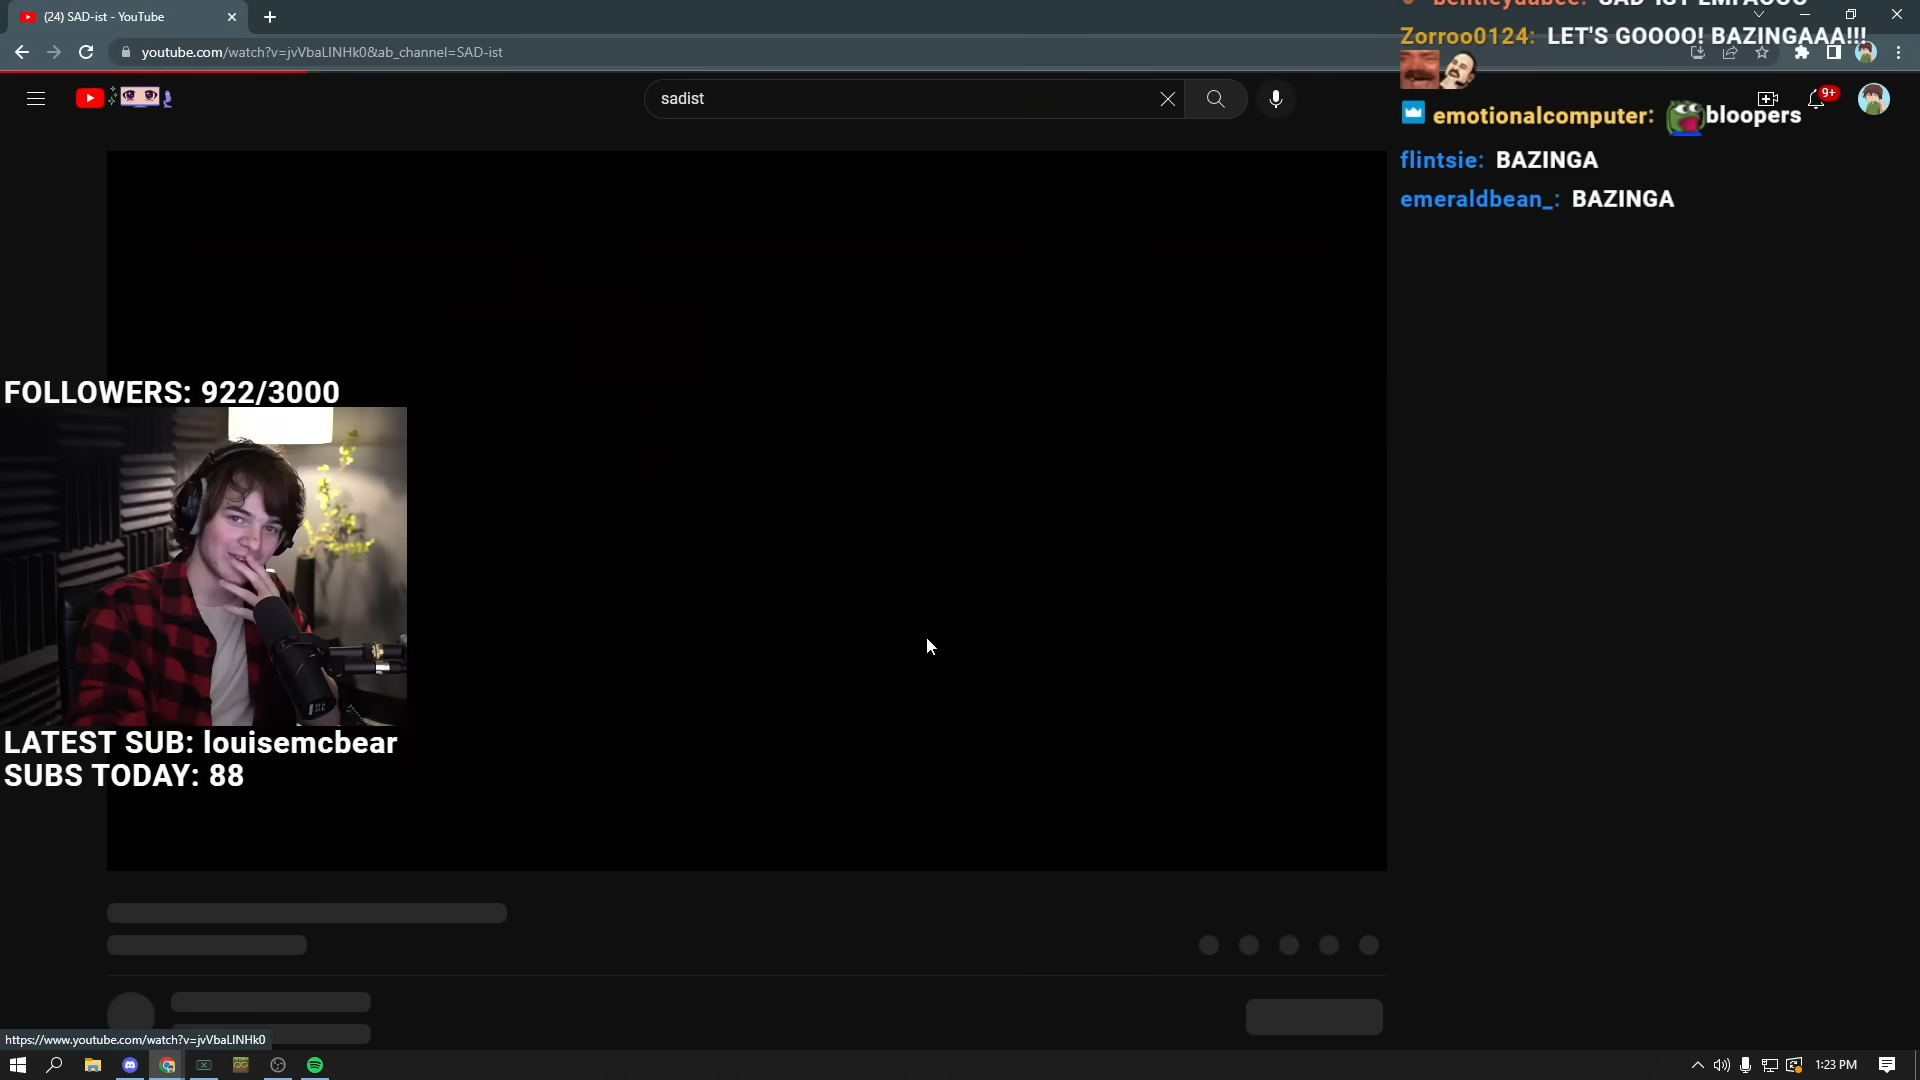 (24) SAD-ist - YouTube
youtube.com/watch?v=jvVbaLINHk0&ab_channel=SAD-ist
sadist
9+
Zorroo0124: LET'S GOOOO! BAZINGAAA!!!
emotionalcomputer: bloopers
flintsie: BAZINGA
emeraldbean_: BAZINGA
FOLLOWERS: 922/3000
LATEST SUB: louisemcbear
SUBS TODAY: 88
https://www.youtube.com/watch?v=jvVbaLINHk0
1:23 PM